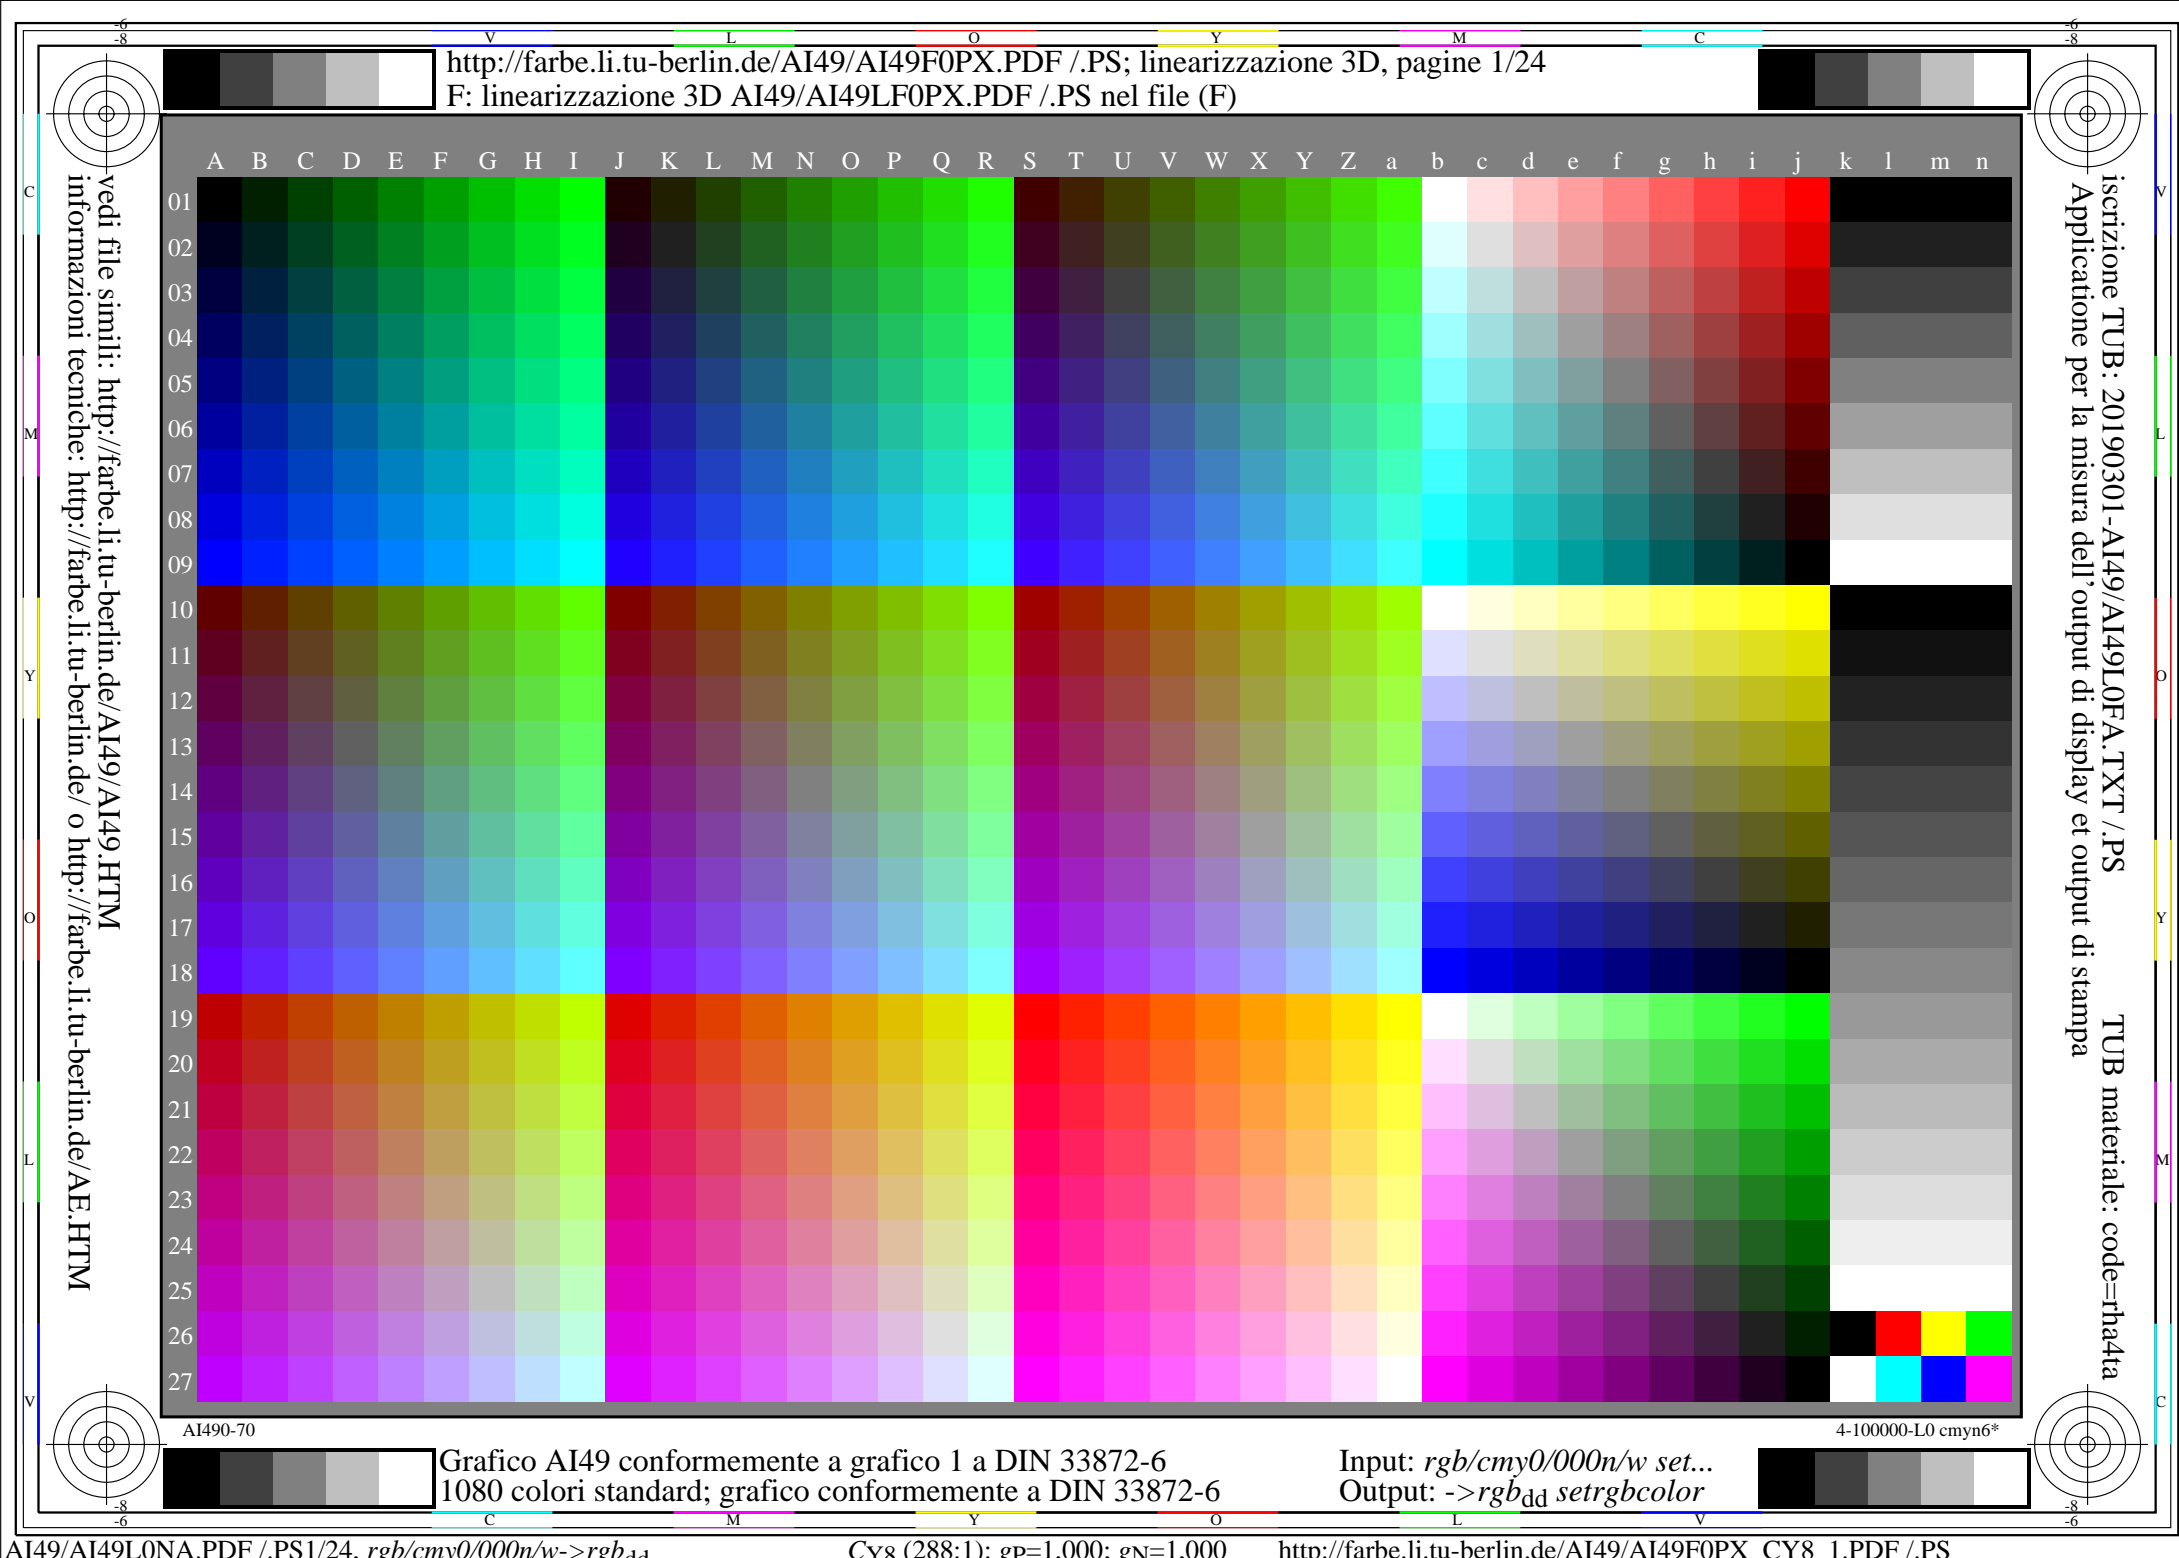 -6 -6
-8 -8
V L O Y M C
http://farbe.li.tu-berlin.de/AI49/AI49F0PX.PDF /.PS; linearizzazione 3D, pagine 1/24
F: linearizzazione 3D AI49/AI49LF0PX.PDF /.PS nel file (F)
A B C D E F G H I J K L M N O P Q R S T U V W X Y Z a b c d e f g h i j k l m n
01
02
03
04
05
06
07
08
09
10
11
12
13
14
15
16
17
18
19
20
21
22
23
24
25
26
27
C
M
Y
O
L
V
vedi file simili: http://farbe.li.tu-berlin.de/AI49/AI49.HTM
informazioni tecniche: http://farbe.li.tu-berlin.de/ o http://farbe.li.tu-berlin.de/AE.HTM
iscrizione TUB: 20190301-AI49/AI49L0FA.TXT /.PS TUB materiale: code=rha4ta
Applicatione per la misura dell'output di display et output di stampa
V
L
O
Y
M
C
AI490-70 4-100000-L0 cmyn6*
Grafico AI49 conformemente a grafico 1 a DIN 33872-6
1080 colori standard; grafico conformemente a DIN 33872-6
Input: rgb/cmy0/000n/w set...
Output: ->rgbdd setrgbcolor
-8 -8
-6 -6
C M Y O L V
AI49/AI49L0NA.PDF /.PS1/24, rgb/cmy0/000n/w->rgbdd CY8 (288:1): gP=1,000; gN=1,000 http://farbe.li.tu-berlin.de/AI49/AI49F0PX_CY8_1.PDF /.PS